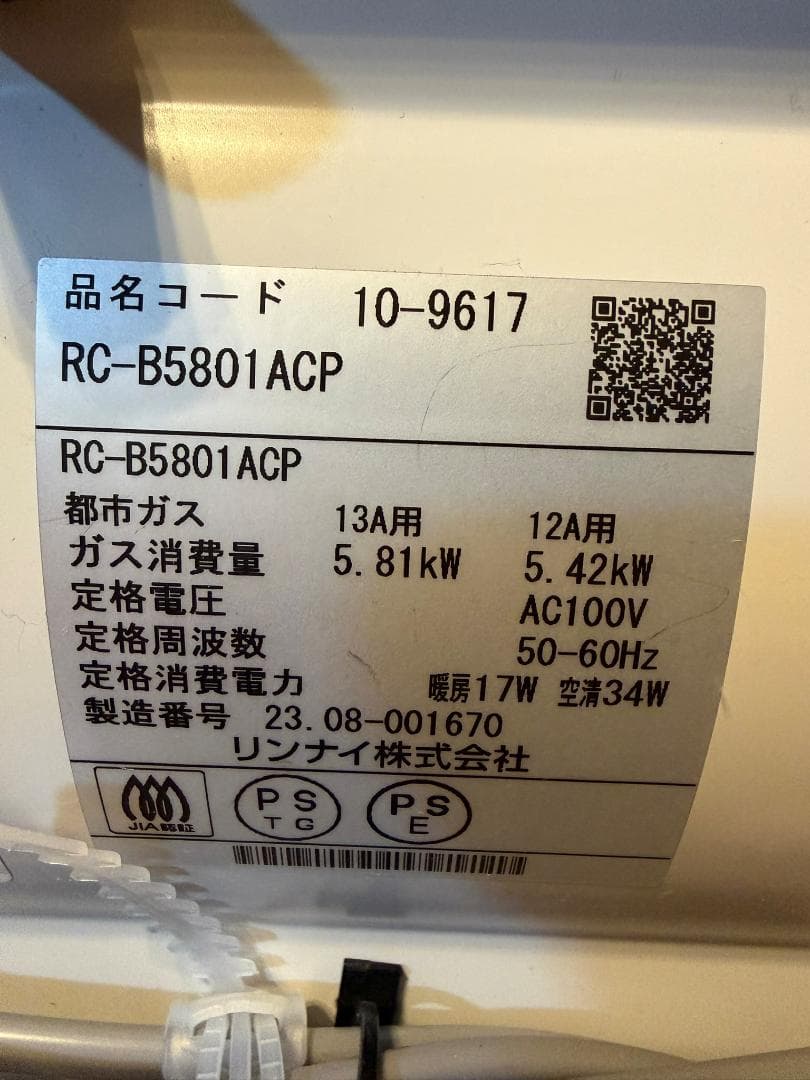 品名コード 10-9617
RC-B5801ACP
RC-B5801ACP
都市ガス 13A用 12A用
ガス消費量 5.81kW 5.42kW
定格電圧 AC100V
定格周波数 50-60Hz
定格消費電力 暖房17W 空清34W
製造番号 23.08-001670
リンナイ株式会社
JIA認証 PS TG PS E